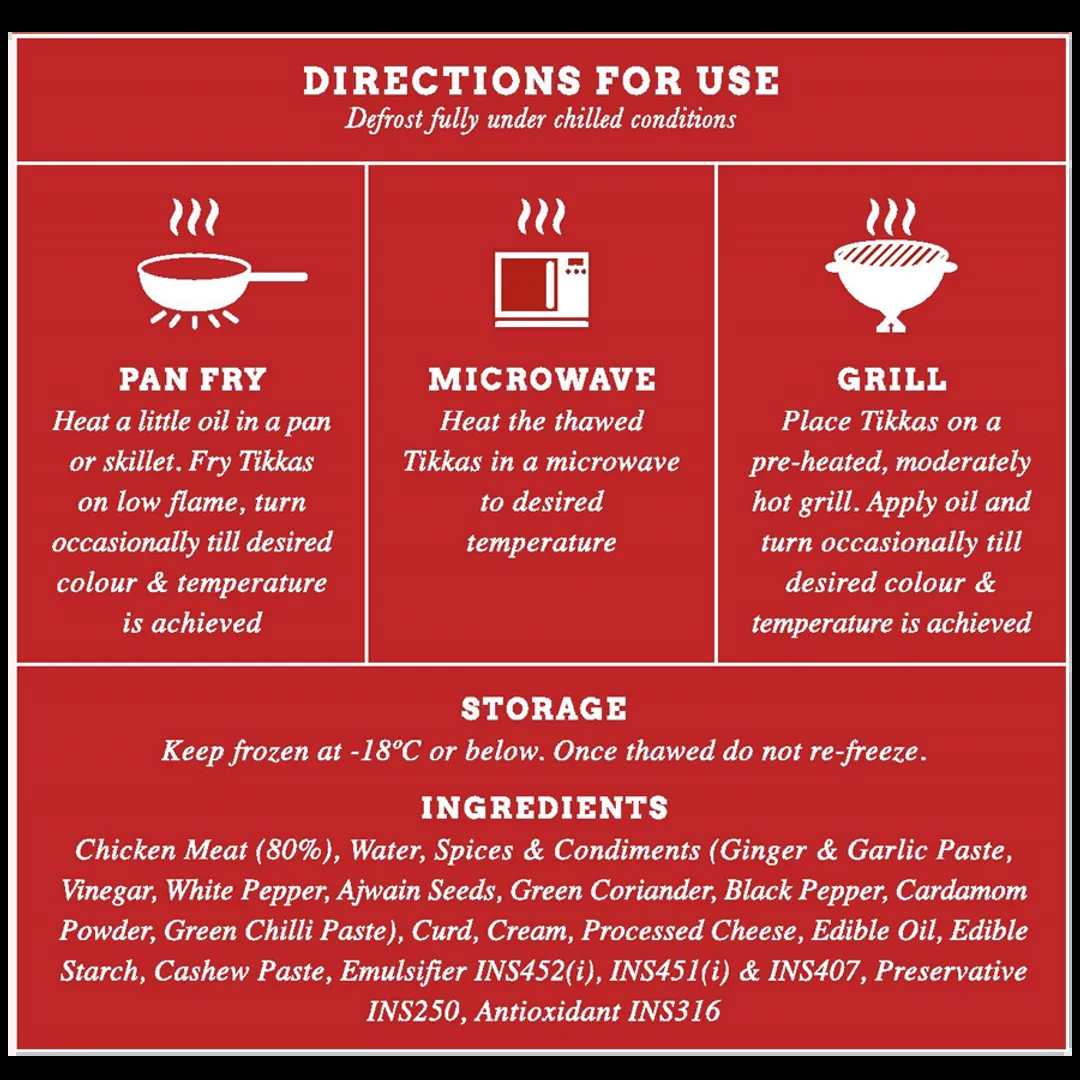 DIRECTIONS FOR USE
Defrost fully under chilled conditions
PAN FRY
Heat a little oil in a pan
or skillet. Fry Tikkas
on low flame, turn
occasionally till desired
colour & temperature
is achieved
MICROWAVE
Heat the thawed
Tikkas in a microwave
to desired
temperature
GRILL
Place Tikkas on a
pre-heated, moderately
hot grill. Apply oil and
turn occasionally till
desired colour &
temperature is achieved
STORAGE
Keep frozen at -18ºC or below. Once thawed do not re-freeze.
INGREDIENTS
Chicken Meat (80%), Water, Spices & Condiments (Ginger & Garlic Paste,
Vinegar, White Pepper, Ajwain Seeds, Green Coriander, Black Pepper, Cardamom
Powder, Green Chilli Paste), Curd, Cream, Processed Cheese, Edible Oil, Edible
Starch, Cashew Paste, Emulsifier INS452(i), INS451(i) & INS407, Preservative
INS250, Antioxidant INS316